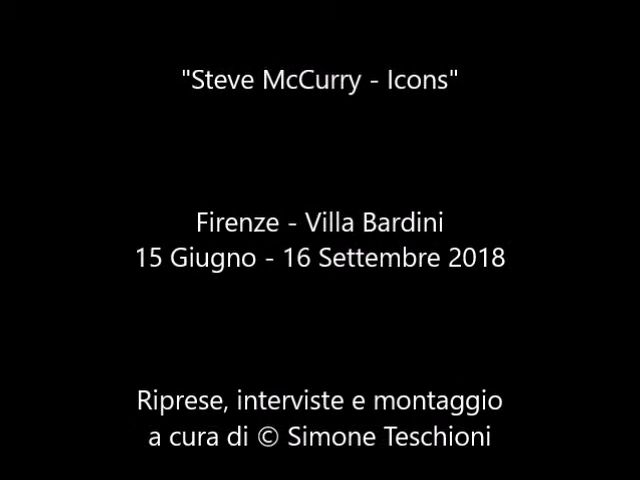 "Steve McCurry - Icons"
Firenze - Villa Bardini
15 Giugno - 16 Settembre 2018
Riprese, interviste e montaggio
a cura di © Simone Teschioni